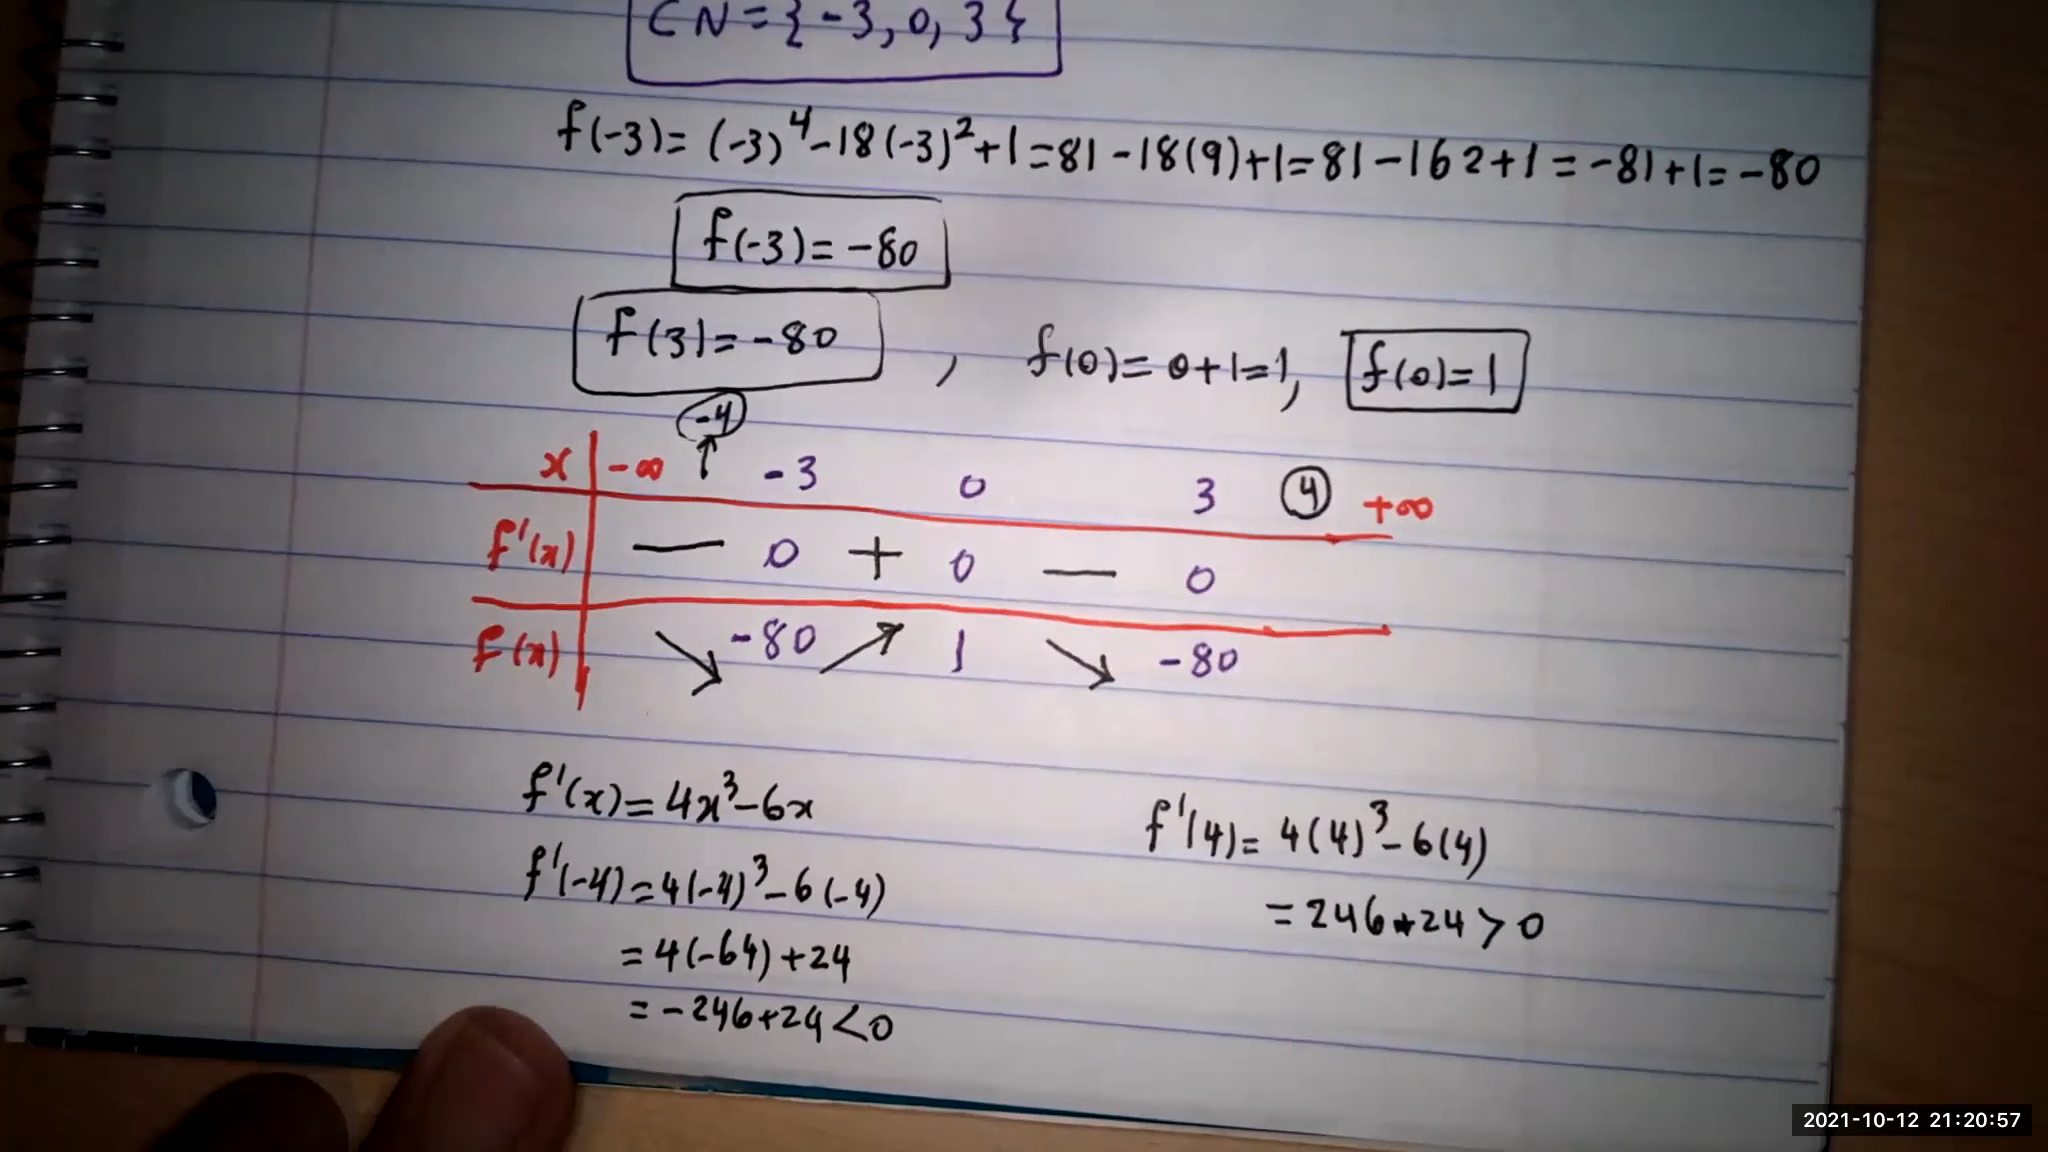 CN = {-3, 0, 3}
f(-3) = (-3)^4 - 18(-3)^2 + 1 = 81 - 18(9) + 1 = 81 - 162 + 1 = -81 + 1 = -80
f(-3) = -80
f(3) = -80 , f(0) = 0 + 1 = 1, f(0) = 1
-4
x | -∞ ↑ -3 0 3 4 +∞
f'(x) | — 0 + 0 — 0
f(x) | ↘ -80 ↗ 1 ↘ -80
f'(x) = 4x^3 - 6x
f'(-4) = 4(-4)^3 - 6(-4)
= 4(-64) + 24
= -246 + 24 < 0
f'(4) = 4(4)^3 - 6(4)
= 246 24 > 0
2021-10-12 21:20:57